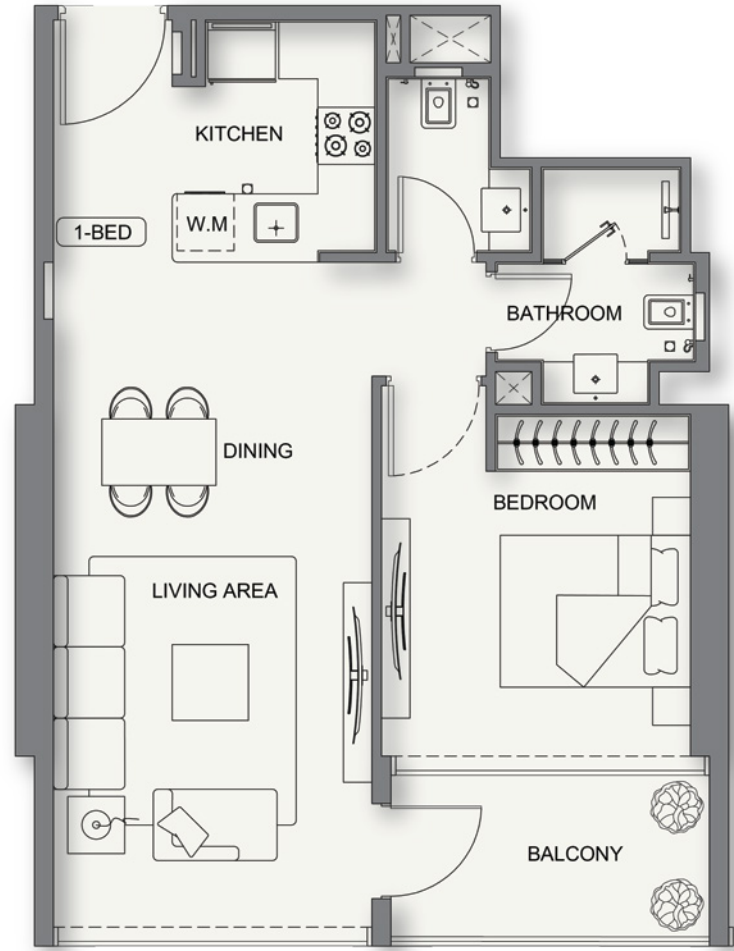 KITCHEN
W.M
1-BED
BATHROOM
DINING
BEDROOM
LIVING AREA
BALCONY